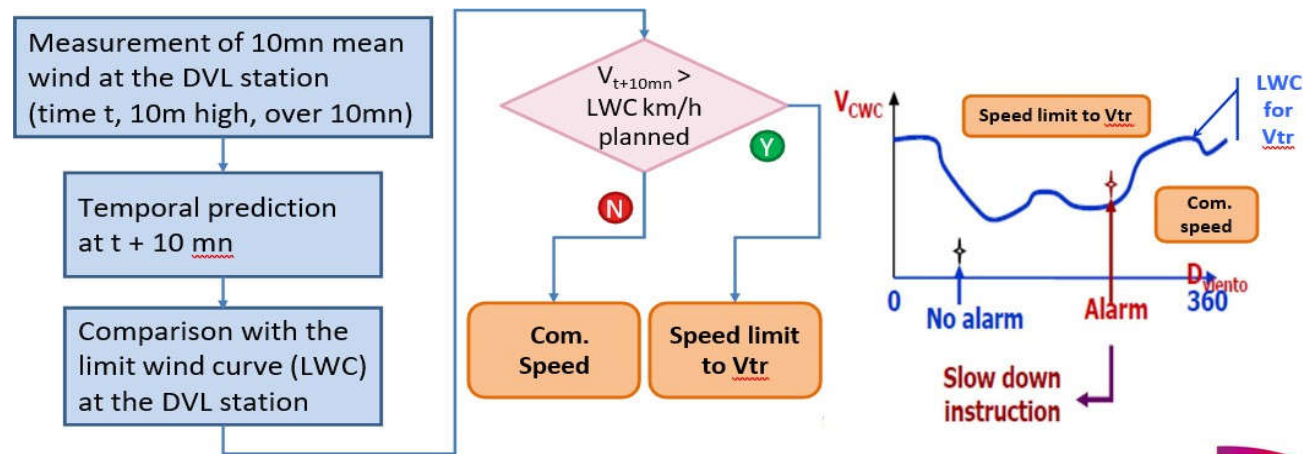 Measurement of 10mn mean
wind at the DVL station
(time t, 10m high, over 10mn)
Temporal prediction
at t + 10 mn
Comparison with the
limit wind curve (LWC)
at the DVL station
Vt+10mn >
LWC km/h
planned
Y
N
Com.
Speed
Speed limit
to Vtr
VCWC
Speed limit to Vtr
LWC
for
Vtr
Com.
speed
Dviento
0
360
No alarm
Alarm
Slow down
instruction